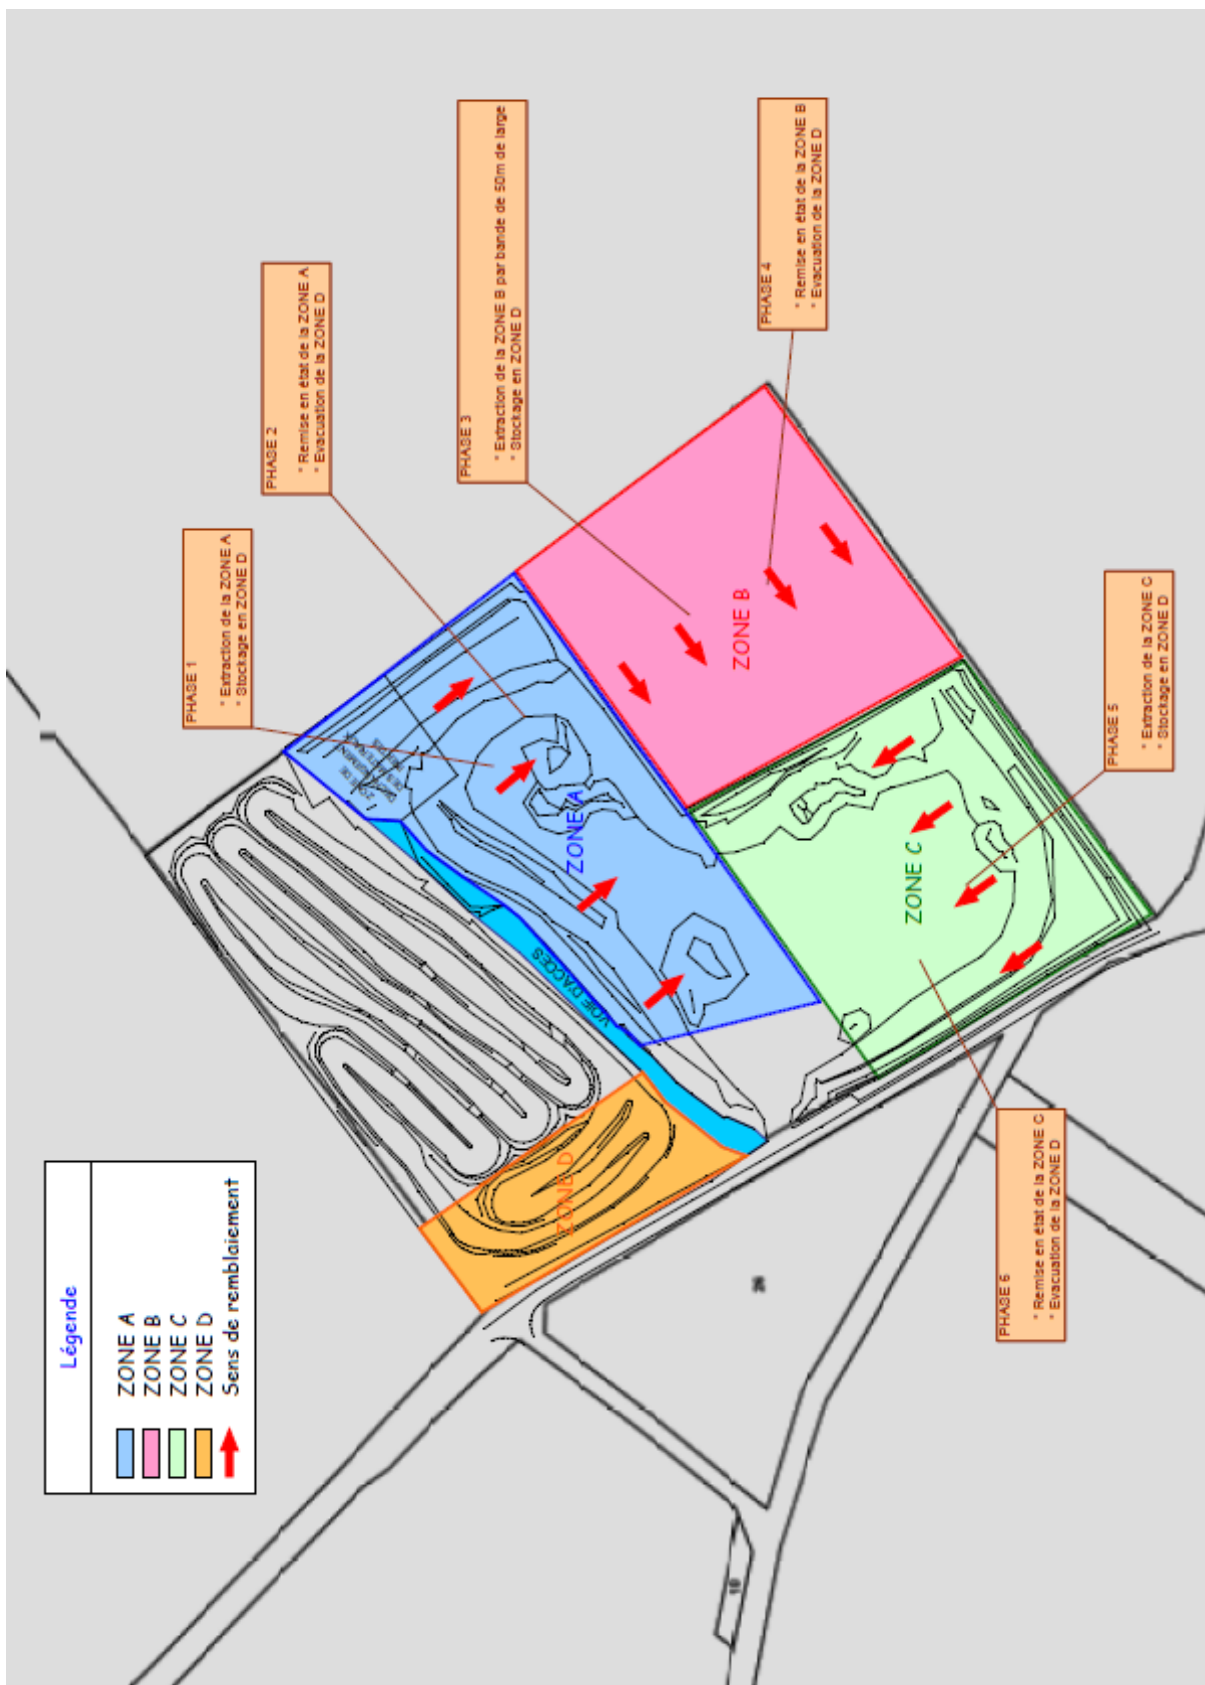 Légende
ZONE A
ZONE B
ZONE C
ZONE D
Sens de remblaiement
PHASE 1
* Extraction de la ZONE A
* Stockage en ZONE D
PHASE 2
* Remise en état de la ZONE A
* Evacuation de la ZONE D
PHASE 3
* Extraction de la ZONE B par bande de 50m de large
* Stockage en ZONE D
PHASE 4
* Remise en état de la ZONE B
* Evacuation de la ZONE D
PHASE 5
* Extraction de la ZONE C
* Stockage en ZONE D
PHASE 6
* Remise en état de la ZONE C
* Evacuation de la ZONE D
ZONE DE
ZONE A
ZONE B
ZONE C
ZONE D
VOIE D'ACCES